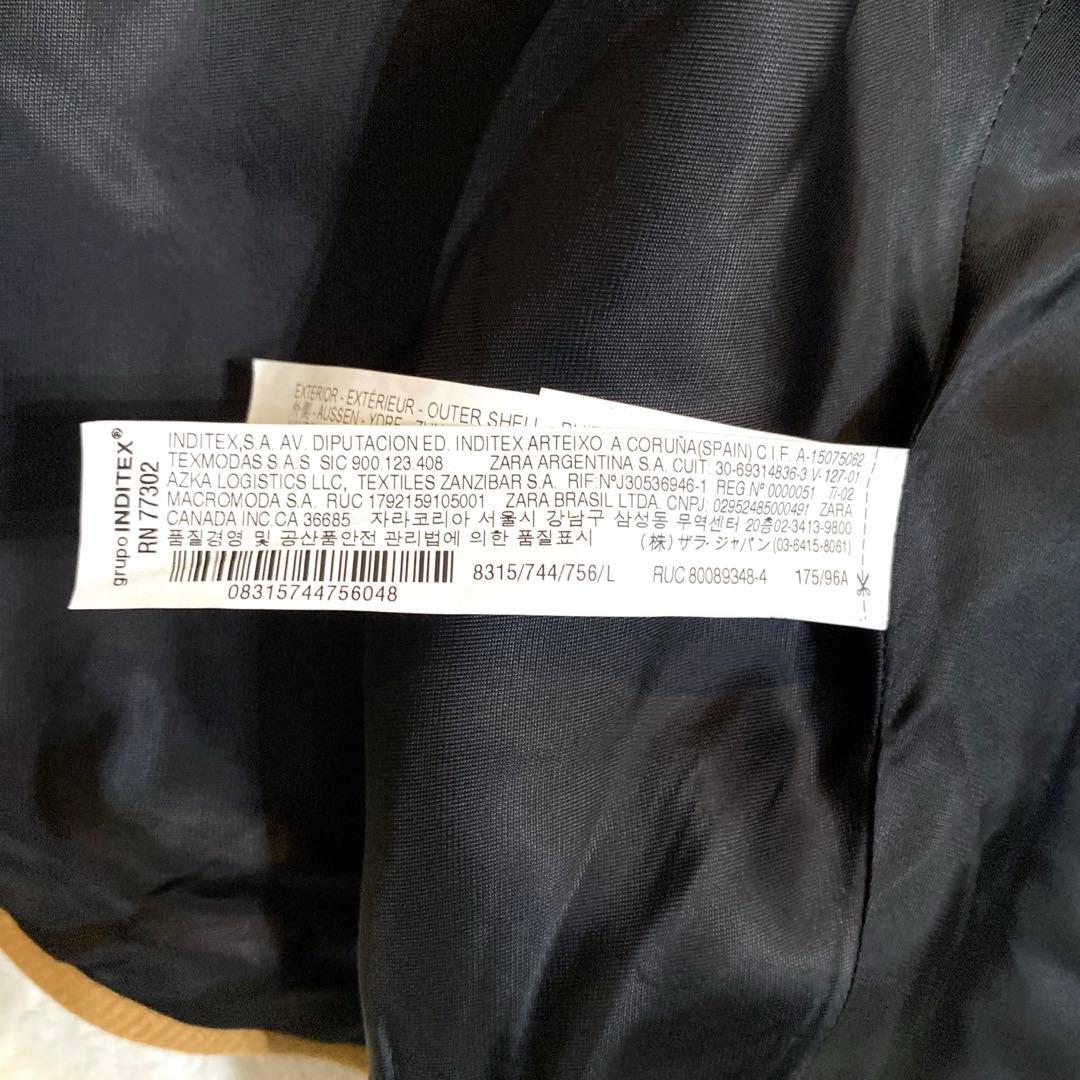 EXTERIOR - EXTÉRIEUR - OUTER SHELL -
- AUSSEN - YDRE -
grupo INDITEX®
RN 77302
INDITEX,S.A. AV. DIPUTACION ED. INDITEX ARTEIXO A CORUÑA(SPAIN) C.I.F. A-15075062
TEXMODAS S.A.S. SIC 900.123.408 ZARA ARGENTINA S.A. CUIT: 30-69314836-3 V-127-01
AZKA LOGISTICS LLC, TEXTILES ZANZIBAR S.A. RIF:NºJ30536946-1 REG Nº.0000051 TI-02
MACROMODA S.A. RUC 1792159105001 ZARA BRASIL LTDA. CNPJ: 02952485000491 ZARA
CANADA INC.CA 36685 자라코리아 서울시 강남구 삼성동 무역센터 20층02-3413-9800
품질경영 및 공산품안전 관리법에 의한 품질표시 (株) ザラ・ジャパン (03-6415-8061)
8315/744/756/L RUC 80089348-4 175/96A
08315744756048